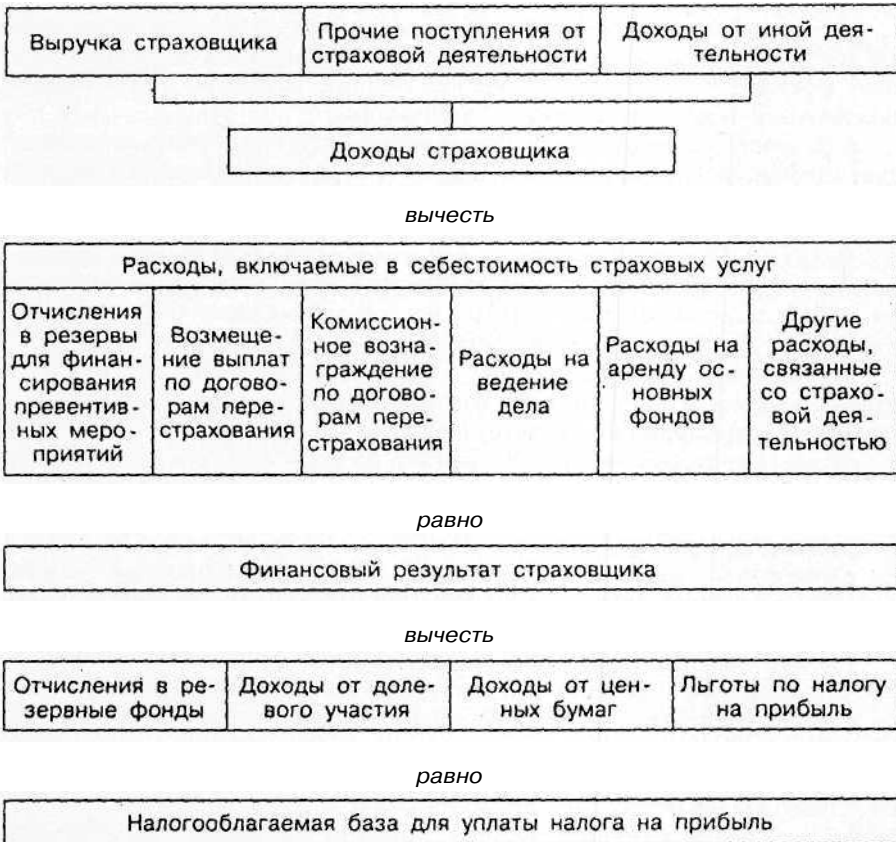 Выручка страховщика
Прочие поступления от
страховой деятельности
Доходы от иной дея-
тельности
Доходы страховщика
вычесть
Расходы, включаемые в себестоимость страховых услуг
Отчисления
в резервы
для финан-
сирования
превентив-
ных меро-
приятий
Возмеще-
ние выплат
по догово-
рам пере-
страхования
Комиссион-
ное возна-
граждение
по догово-
рам пере-
страхования
Расходы на
ведение
дела
Расходы на
аренду ос-
новных
фондов
Другие
расходы,
связанные
со страхо-
вой дея-
тельностью
равно
Финансовый результат страховщика
вычесть
Отчисления в ре-
зервные фонды
Доходы от доле-
вого участия
Доходы от цен-
ных бумаг
Льготы по налогу
на прибыль
равно
Налогооблагаемая база для уплаты налога на прибыль